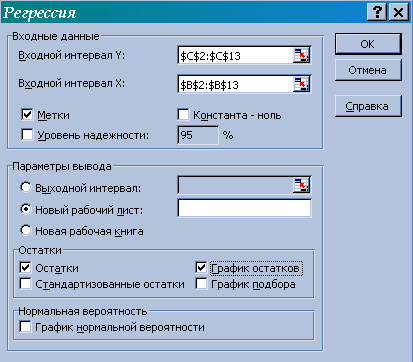 Регрессия ? ×
Входные данные
Входной интервал Y: $C$2:$C$13
Входной интервал X: $B$2:$B$13
Метки Константа - ноль
Уровень надежности: 95 %
OK
Отмена
Справка
Параметры вывода
Выходной интервал:
Новый рабочий лист:
Новая рабочая книга
Остатки
Остатки График остатков
Стандартизованные остатки График подбора
Нормальная вероятность
График нормальной вероятности